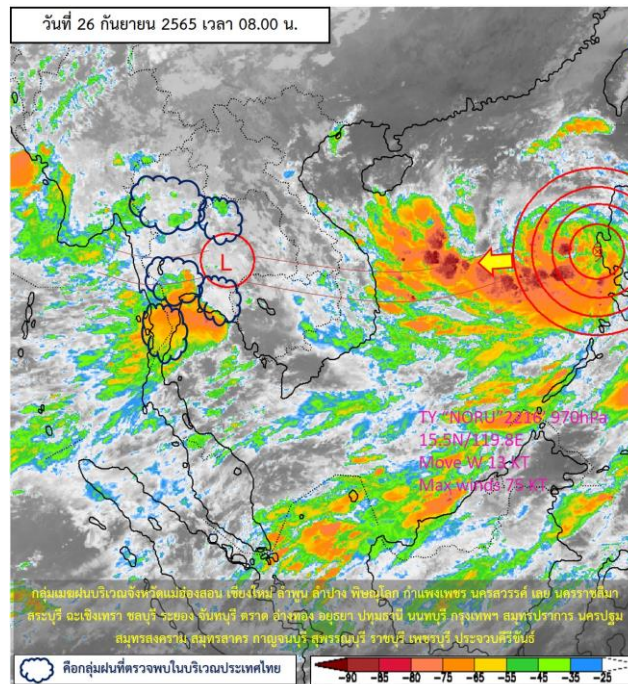 วันที่ 26 กันยายน 2565 เวลา 08.00 น.
L
TY "NORU"2216, 970hPa
15.5N/119.8E
Move W 13 KT
Max winds 75 KT
กลุ่มเมฆฝนบริเวณจังหวัดแม่ฮ่องสอน เชียงใหม่ ลำพูน ลำปาง พิษณุโลก กำแพงเพชร นครสวรรค์ เลย นครราชสีมา
สระบุรี ฉะเชิงเทรา ชลบุรี ระยอง จันทบุรี ตราด อ่างทอง อยุธยา ปทุมธานี นนทบุรี กรุงเทพฯ สมุทรปราการ นครปฐม
สมุทรสงคราม สมุทรสาคร กาญจนบุรี สุพรรณบุรี ราชบุรี เพชรบุรี ประจวบคีรีขันธ์
คือกลุ่มฝนที่ตรวจพบในบริเวณประเทศไทย
-90 -85 -80 -75 -70 -65 -60 -55 -45 -35 -25